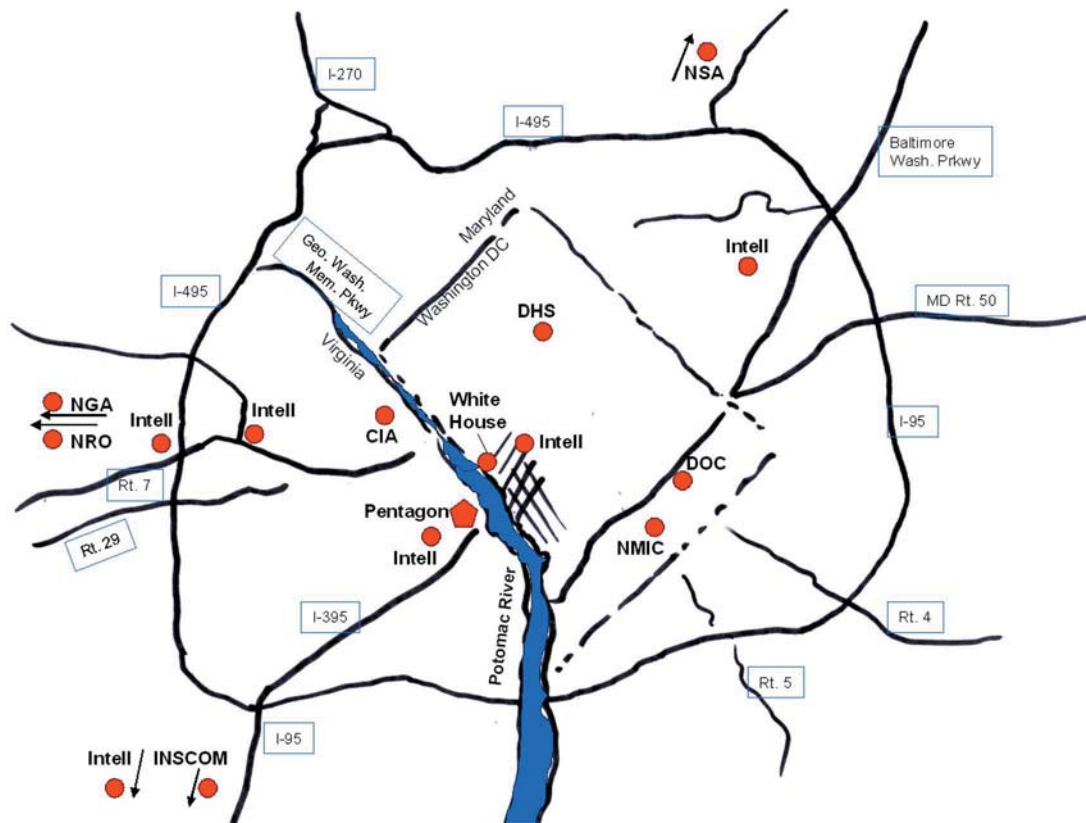 NSA
I-270
I-495
Baltimore
Wash. Prkwy
Maryland
Washington DC
Geo. Wash.
Mem. Pkwy
Intell
I-495
MD Rt. 50
DHS
Virginia
NGA
NRO
Intell
Intell
CIA
White
House
Intell
I-95
DOC
Rt. 7
Pentagon
Intell
NMIC
Rt. 29
I-395
Potomac River
Rt. 4
Rt. 5
I-95
Intell
INSCOM